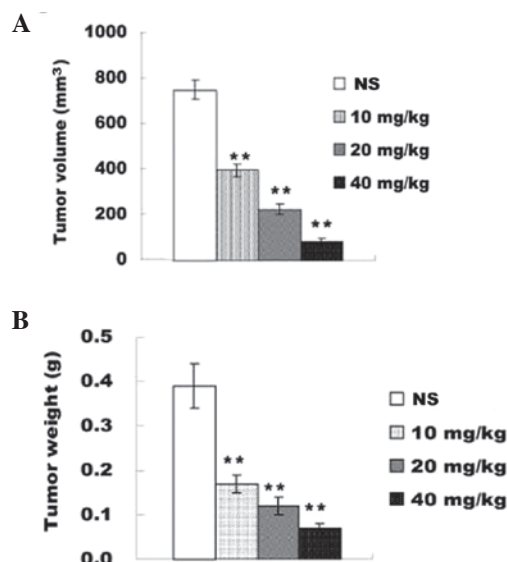 A
Tumor volume (mm³)
1000
800
600
400
200
0
**
**
**
NS
10 mg/kg
20 mg/kg
40 mg/kg
B
Tumor weight (g)
0.5
0.4
0.3
0.2
0.1
0.0
**
**
**
NS
10 mg/kg
20 mg/kg
40 mg/kg